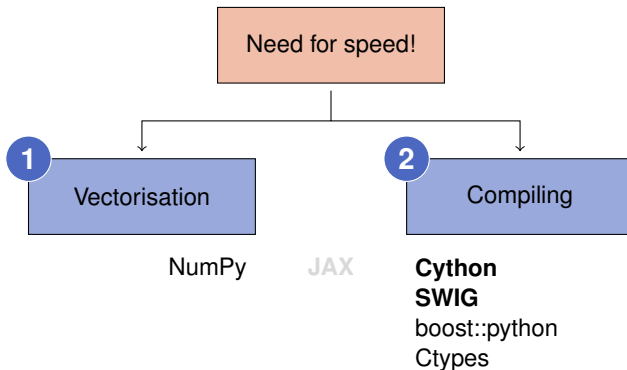 Need for speed!
1
Vectorisation
2
Compiling
NumPy
JAX
Cython
SWIG
boost::python
Ctypes